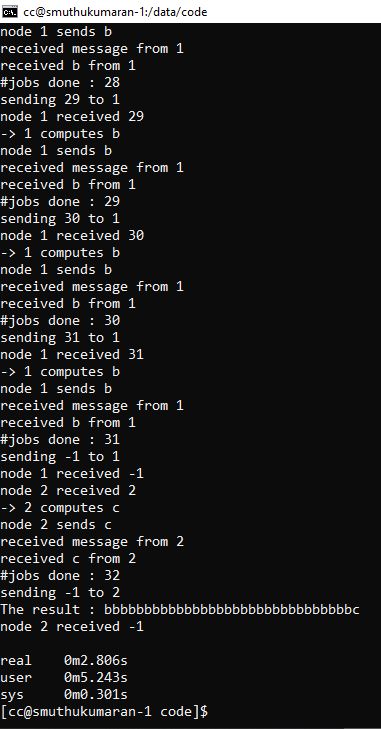 cc@smuthukumaran-1:/data/code
node 1 sends b
received message from 1
received b from 1
#jobs done : 28
sending 29 to 1
node 1 received 29
-> 1 computes b
node 1 sends b
received message from 1
received b from 1
#jobs done : 29
sending 30 to 1
node 1 received 30
-> 1 computes b
node 1 sends b
received message from 1
received b from 1
#jobs done : 30
sending 31 to 1
node 1 received 31
-> 1 computes b
node 1 sends b
received message from 1
received b from 1
#jobs done : 31
sending -1 to 1
node 1 received -1
node 2 received 2
-> 2 computes c
node 2 sends c
received message from 2
received c from 2
#jobs done : 32
sending -1 to 2
The result : bbbbbbbbbbbbbbbbbbbbbbbbbbbbbbbc
node 2 received -1
real 0m2.806s
user 0m5.243s
sys 0m0.301s
[cc@smuthukumaran-1 code]$